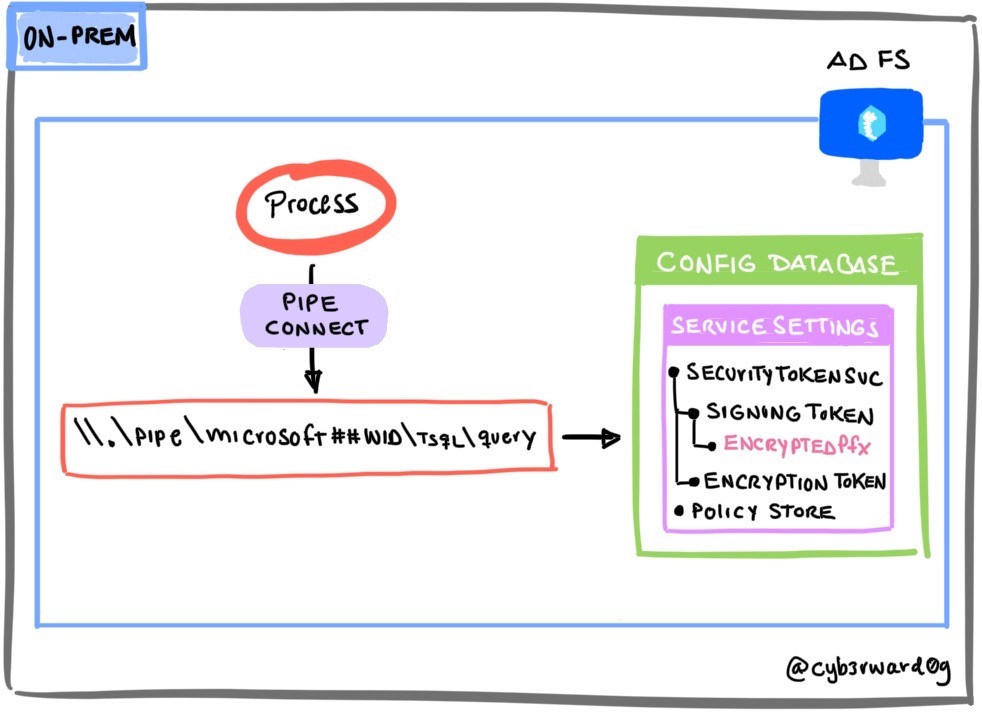 ON-PREM
AD FS
Process
PIPE
CONNECT
\\.\PIPE\MICROSOFT##WID\TSQL\query
CONFIG DATABASE
SERVICE SETTINGS
SECURITYTOKENSVC
SIGNING TOKEN
ENCRYPTEDPfx
ENCRYPTION TOKEN
POLICY STORE
@cyb3rward0g